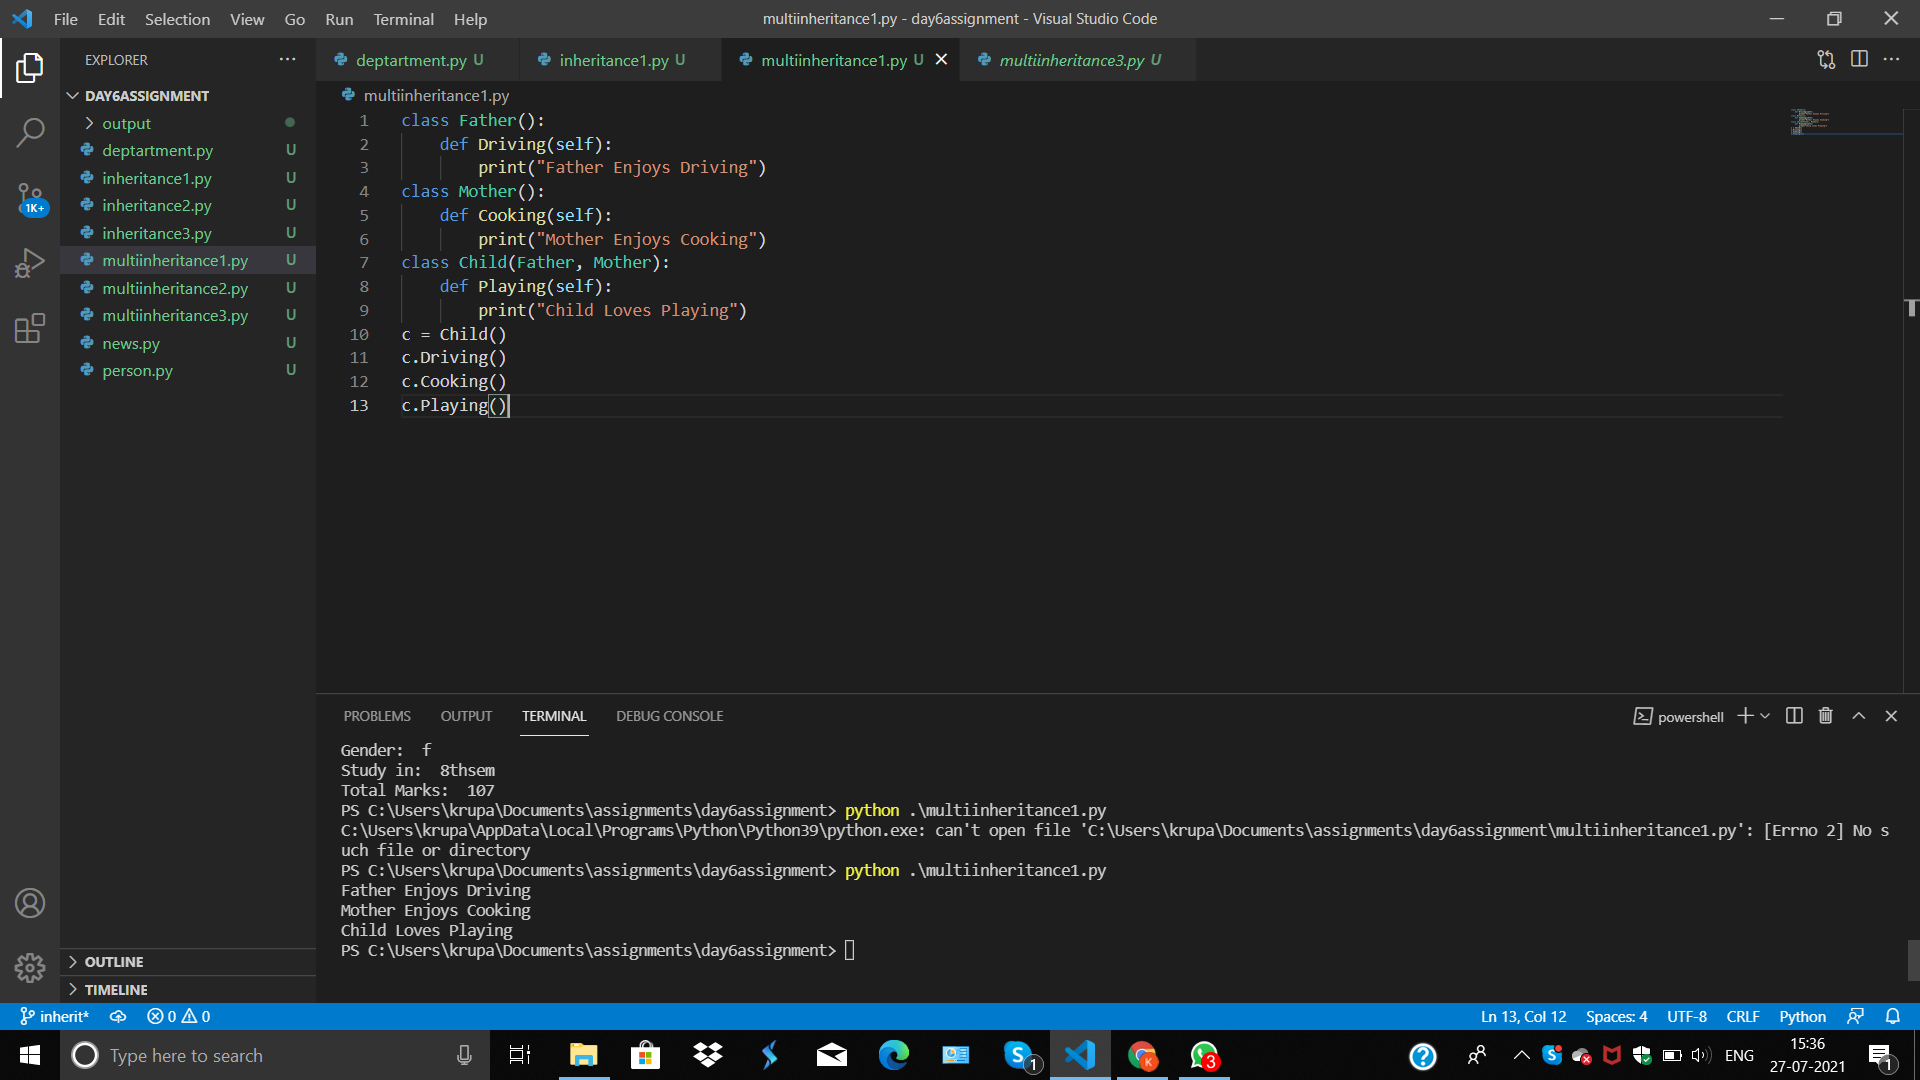 File Edit Selection View Go Run Terminal Help
multiinheritance1.py - day6assignment - Visual Studio Code
EXPLORER
DAY6ASSIGNMENT
output
deptartment.py U
inheritance1.py U
inheritance2.py U
inheritance3.py U
multiinheritance1.py U
multiinheritance2.py U
multiinheritance3.py U
news.py U
person.py U
OUTLINE
TIMELINE
1K+
deptartment.py U inheritance1.py U multiinheritance1.py U multiinheritance3.py U
multiinheritance1.py
1 class Father():
2 def Driving(self):
3 print("Father Enjoys Driving")
4 class Mother():
5 def Cooking(self):
6 print("Mother Enjoys Cooking")
7 class Child(Father, Mother):
8 def Playing(self):
9 print("Child Loves Playing")
10 c = Child()
11 c.Driving()
12 c.Cooking()
13 c.Playing()
PROBLEMS OUTPUT TERMINAL DEBUG CONSOLE
powershell
Gender:  f
Study in:  8thsem
Total Marks:  107
PS C:\Users\krupa\Documents\assignments\day6assignment> python .\multiinheritance1.py
C:\Users\krupa\AppData\Local\Programs\Python\Python39\python.exe: can't open file 'C:\Users\krupa\Documents\assignments\day6assignment\multiinheritance1.py': [Errno 2] No s
uch file or directory
PS C:\Users\krupa\Documents\assignments\day6assignment> python .\multiinheritance1.py
Father Enjoys Driving
Mother Enjoys Cooking
Child Loves Playing
PS C:\Users\krupa\Documents\assignments\day6assignment>
inherit* 0 0
Ln 13, Col 12 Spaces: 4 UTF-8 CRLF Python
Type here to search
1
K
3
ENG
15:36
27-07-2021
1